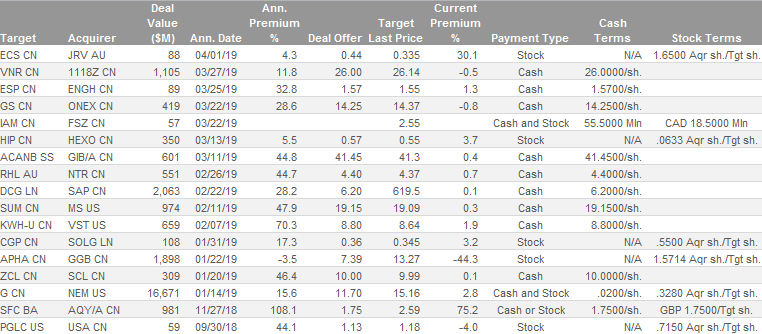 Deal Ann. Current
Value Premium Target Premium Cash
Target Acquirer ($M) Ann. Date % Deal Offer Last Price % Payment Type Terms Stock Terms
ECS CN JRV AU 88 04/01/19 4.3 0.44 0.335 30.1 Stock N/A 1.6500 Aqr sh./Tgt sh.
VNR CN 1118Z CN 1,105 03/27/19 11.8 26.00 26.14 -0.5 Cash 26.0000/sh.
ESP CN ENGH CN 89 03/25/19 32.8 1.57 1.55 1.3 Cash 1.5700/sh.
GS CN ONEX CN 419 03/22/19 28.6 14.25 14.37 -0.8 Cash 14.2500/sh.
IAM CN FSZ CN 57 03/22/19 2.55 Cash and Stock 55.5000 Mln CAD 18.5000 Mln
HIP CN HEXO CN 350 03/13/19 5.5 0.57 0.55 3.7 Stock N/A .0633 Aqr sh./Tgt sh.
ACANB SS GIB/A CN 601 03/11/19 44.8 41.45 41.3 0.4 Cash 41.4500/sh.
RHL AU NTR CN 551 02/26/19 44.7 4.40 4.37 0.7 Cash 4.4000/sh.
DCG LN SAP CN 2,063 02/22/19 28.2 6.20 619.5 0.1 Cash 6.2000/sh.
SUM CN MS US 974 02/11/19 47.9 19.15 19.09 0.3 Cash 19.1500/sh.
KWH-U CN VST US 659 02/07/19 70.3 8.80 8.64 1.9 Cash 8.8000/sh.
CGP CN SOLG LN 108 01/31/19 17.3 0.36 0.345 3.2 Stock N/A .5500 Aqr sh./Tgt sh.
APHA CN GGB CN 1,898 01/22/19 -3.5 7.39 13.27 -44.3 Stock N/A 1.5714 Aqr sh./Tgt sh.
ZCL CN SCL CN 309 01/20/19 46.4 10.00 9.99 0.1 Cash 10.0000/sh.
G CN NEM US 16,671 01/14/19 15.6 11.70 15.16 2.8 Cash and Stock .0200/sh. .3280 Aqr sh./Tgt sh.
SFC BA AQY/A CN 981 11/27/18 108.1 1.75 2.59 75.2 Cash or Stock 1.7500/sh. GBP 1.7500/Tgt sh.
PGLC US USA CN 59 09/30/18 44.1 1.13 1.18 -4.0 Stock N/A .7150 Aqr sh./Tgt sh.